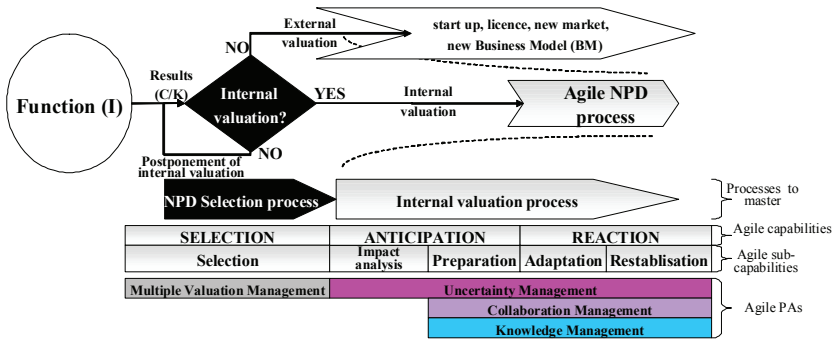 External
valuation
start up, licence, new market,
new Business Model (BM)
NO
Results
(C/K)
Function (I)
Internal
valuation?
YES
Internal
valuation
Agile NPD
process
NO
Postponement of
internal valuation
NPD Selection process
Internal valuation process
Processes to
master
SELECTION
ANTICIPATION
REACTION
Agile capabilities
Selection
Impact
analysis
Preparation
Adaptation
Restablisation
Agile sub-
capabilities
Multiple Valuation Management
Uncertainty Management
Collaboration Management
Knowledge Management
Agile PAs